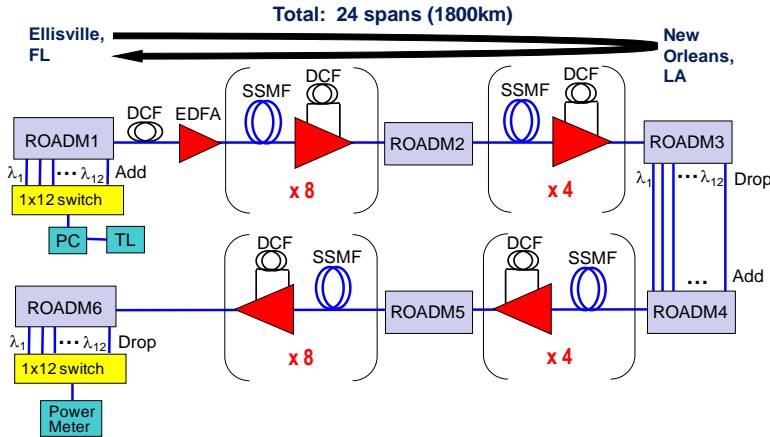 Total: 24 spans (1800km)
Ellisville,
FL
New
Orleans,
LA
DCF
EDFA
SSMF
DCF
SSMF
DCF
ROADM1
ROADM2
ROADM3
λ1 ••• λ12 Add
x 8
x 4
λ1 ••• λ12
Drop
1x12 switch
PC
TL
DCF
SSMF
DCF
SSMF
... Add
ROADM6
ROADM5
ROADM4
λ1 ••• λ12 Drop
x 8
x 4
1x12 switch
Power
Meter